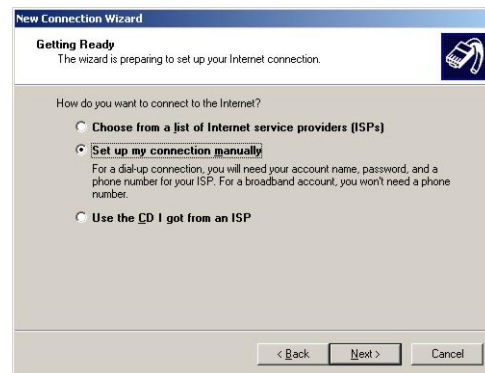 New Connection Wizard
Getting Ready
The wizard is preparing to set up your Internet connection.
How do you want to connect to the Internet?
Choose from a list of Internet service providers (ISPs)
Set up my connection manually
For a dial-up connection, you will need your account name, password, and a
phone number for your ISP. For a broadband account, you won't need a phone
number.
Use the CD I got from an ISP
< Back Next > Cancel